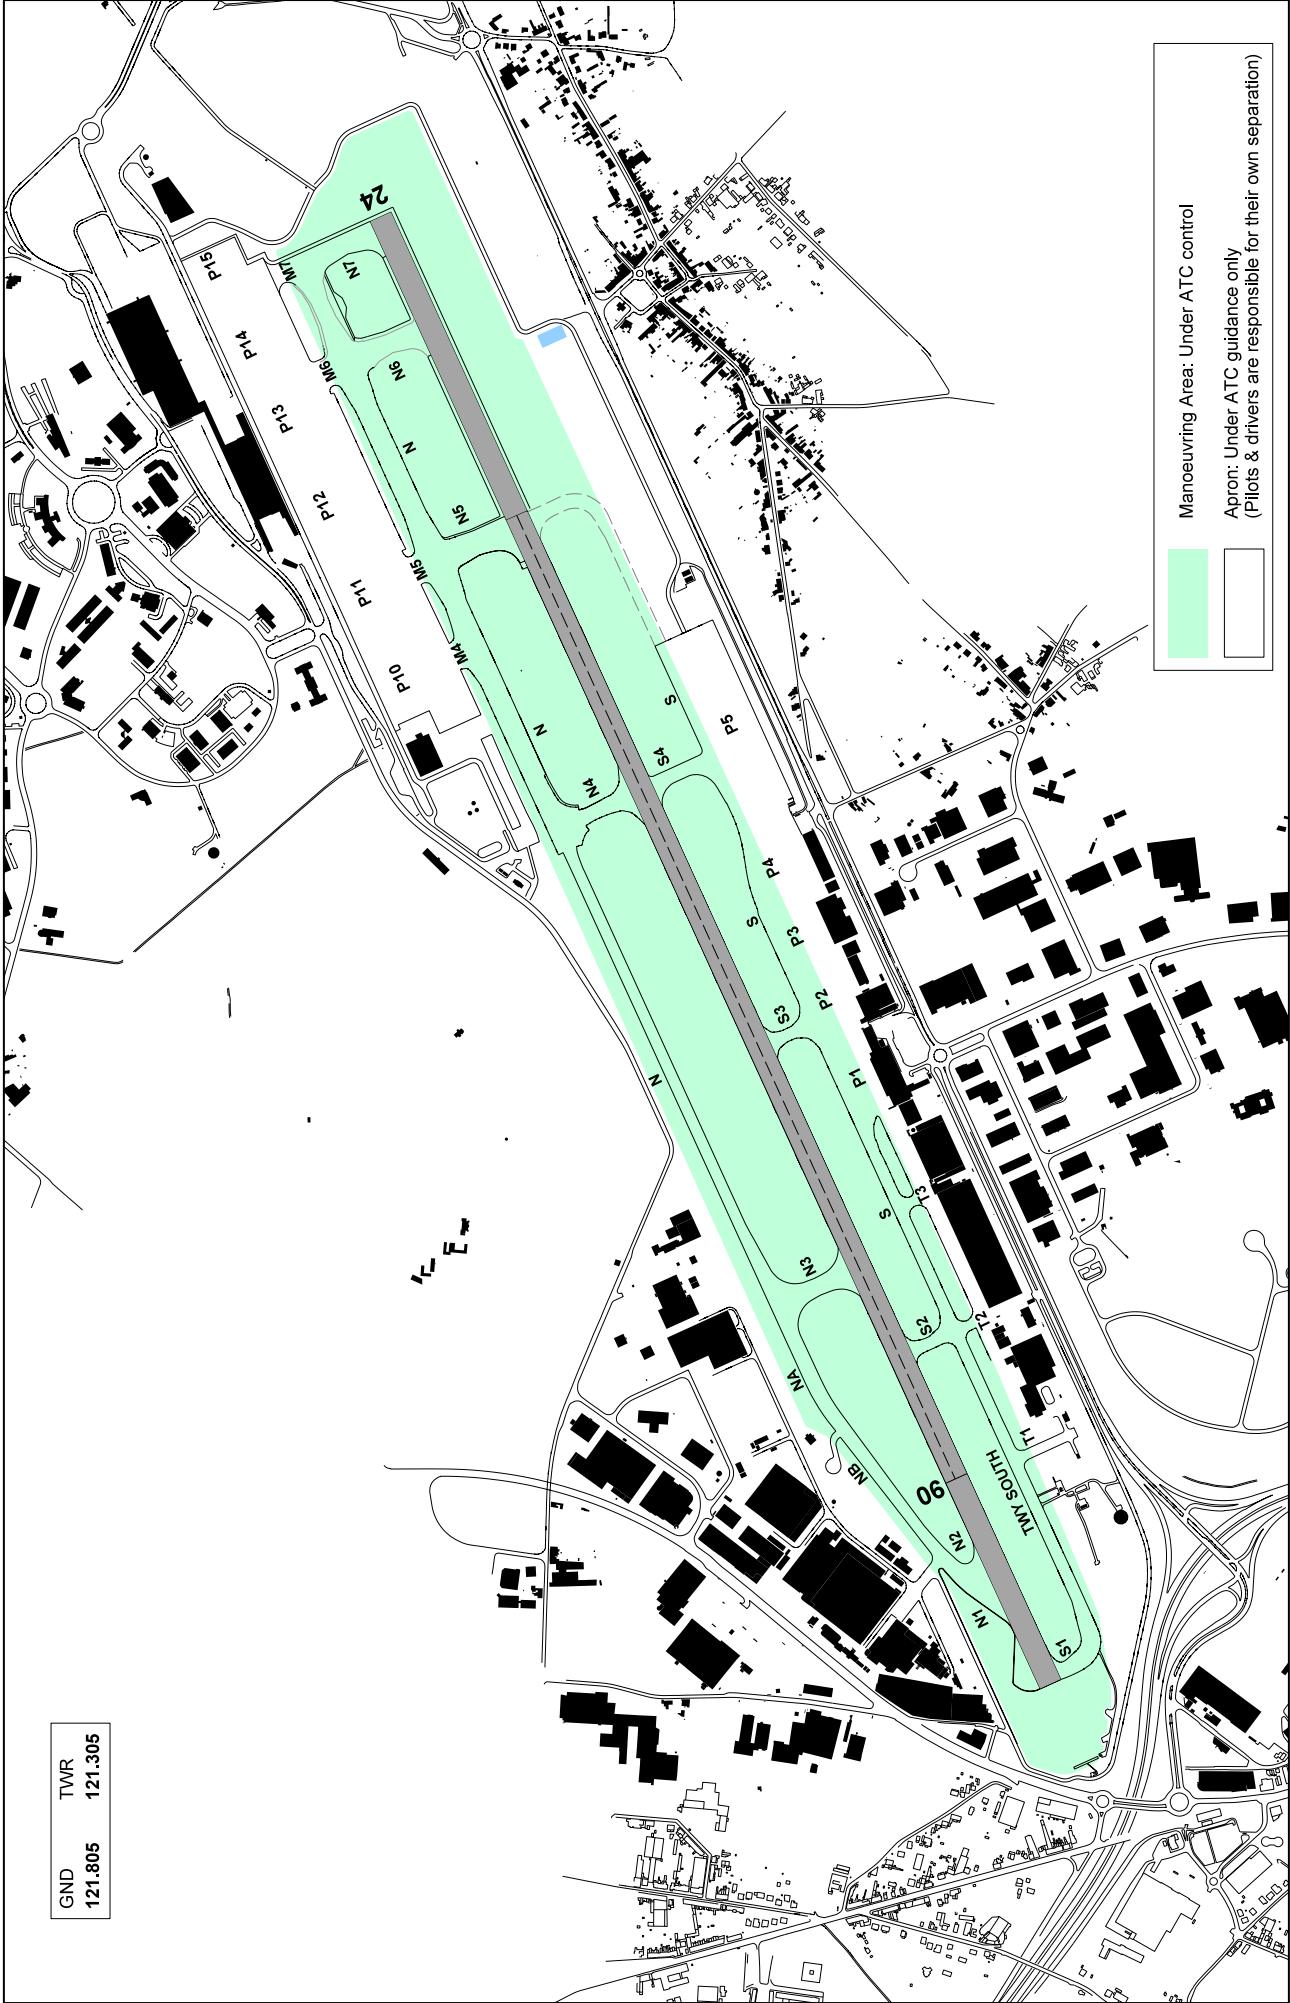 GND TWR
121.805 121.305
P15
P14
P13
P12
P11
P10
M7
M6
M5
M4
N7
N6
N
N5
N
N4
N
N3
NA
NB
N2
N1
24
06
S
S4
P5
P4
S
P3
P2
S3
P1
S
T3
S2
T2
T1
TWY SOUTH
S1
Manoeuvring Area: Under ATC control
Apron: Under ATC guidance only
(Pilots & drivers are responsible for their own separation)